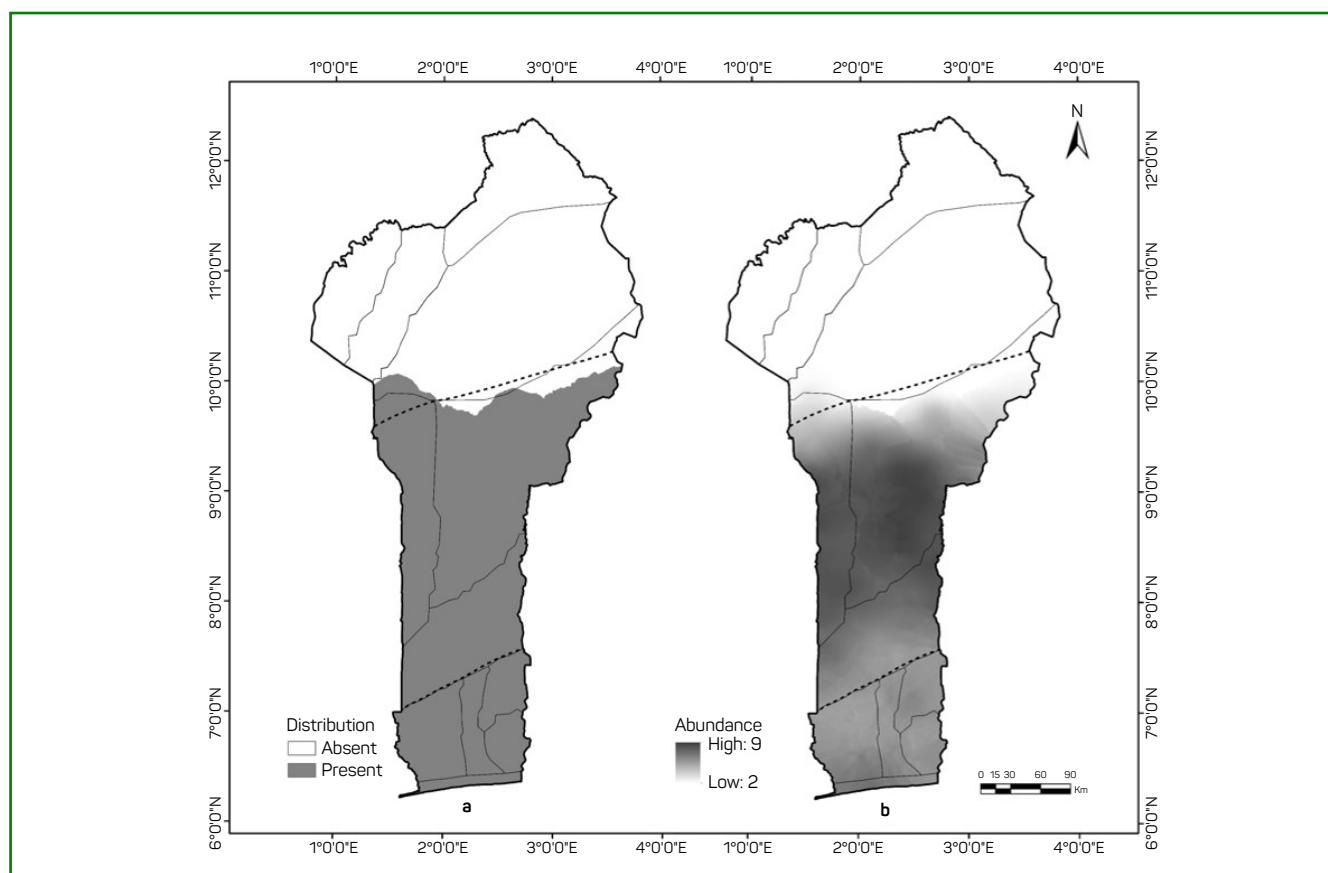 1°0'0"E 2°0'0"E 3°0'0"E 4°0'0"E 1°0'0"E 2°0'0"E 3°0'0"E 4°0'0"E
N
12°0'0"N 12°0'0"N
11°0'0"N 11°0'0"N
10°0'0"N 10°0'0"N
9°0'0"N 9°0'0"N
8°0'0"N 8°0'0"N
7°0'0"N 7°0'0"N
6°0'0"N 6°0'0"N
Distribution
Absent
Present
a
Abundance
High: 9
Low: 2
b
0 15 30 60 90
Km
1°0'0"E 2°0'0"E 3°0'0"E 4°0'0"E 1°0'0"E 2°0'0"E 3°0'0"E 4°0'0"E